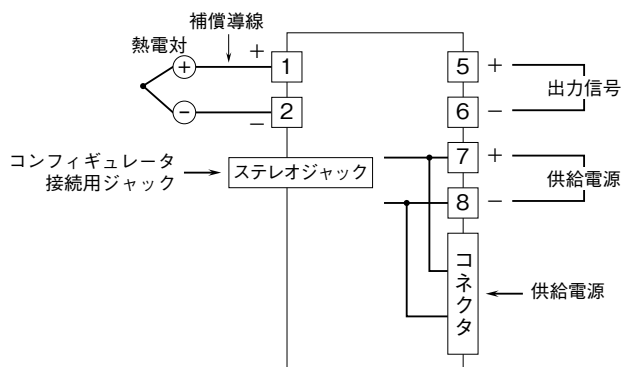 補償導線
熱電対
+
+
−
−
1
2
コンフィギュレータ
接続用ジャック
ステレオジャック
5
+
6
−
出力信号
7
+
8
−
供給電源
コネクタ
供給電源